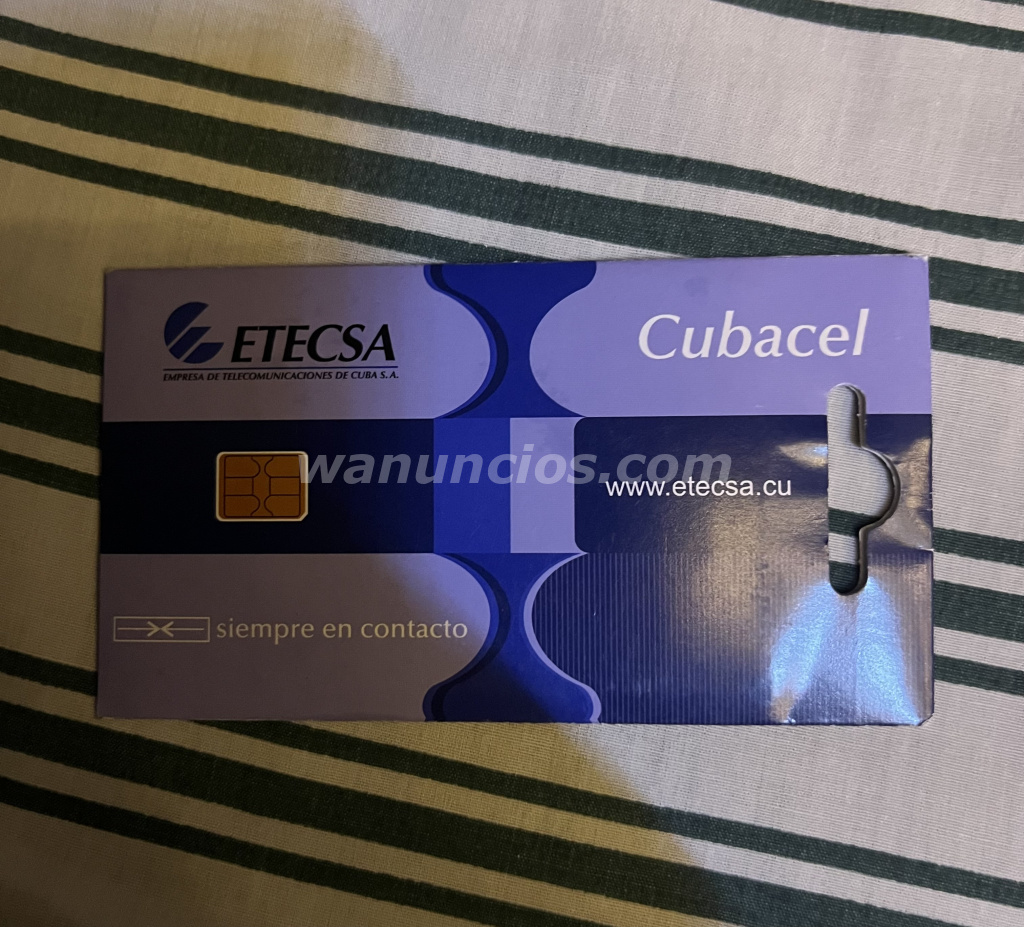 ETECSA
EMPRESA DE TELECOMUNICACIONES DE CUBA S.A.
Cubacel
wanuncios.com
www.etecsa.cu
siempre en contacto